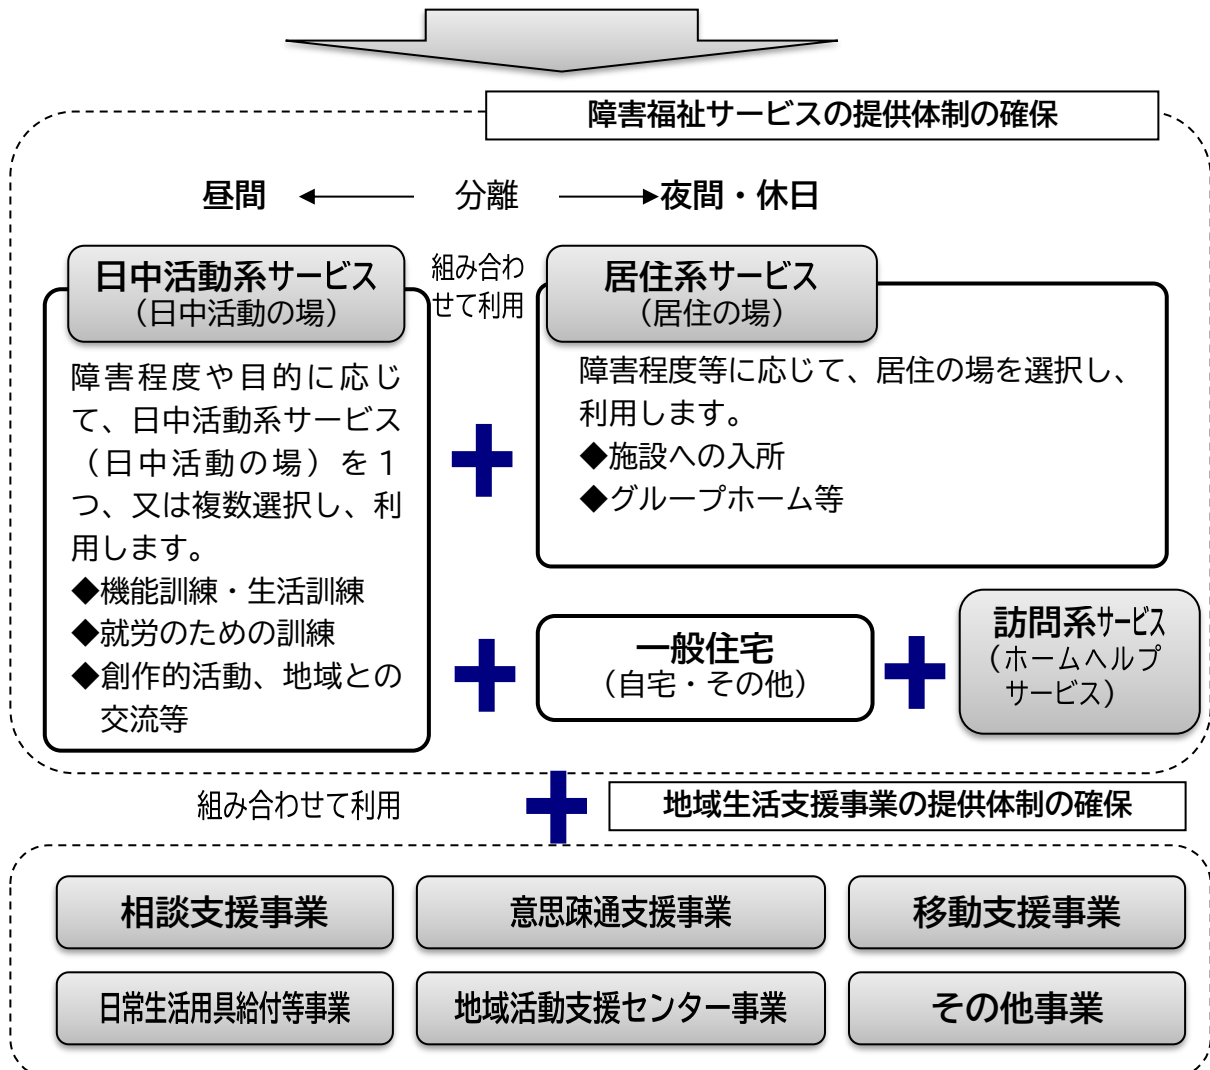 障害福祉サービスの提供体制の確保
昼間
分離
夜間・休日
日中活動系サービス
（日中活動の場）
組み合わ
せて利用
居住系サービス
（居住の場）
障害程度や目的に応じ
て、日中活動系サービス
（日中活動の場）を１
つ、又は複数選択し、利
用します。
◆機能訓練・生活訓練
◆就労のための訓練
◆創作的活動、地域との
交流等
障害程度等に応じて、居住の場を選択し、
利用します。
◆施設への入所
◆グループホーム等
一般住宅
（自宅・その他）
訪問系サービス
（ホームヘルプ
サービス）
組み合わせて利用
地域生活支援事業の提供体制の確保
相談支援事業
意思疎通支援事業
移動支援事業
日常生活用具給付等事業
地域活動支援センター事業
その他事業